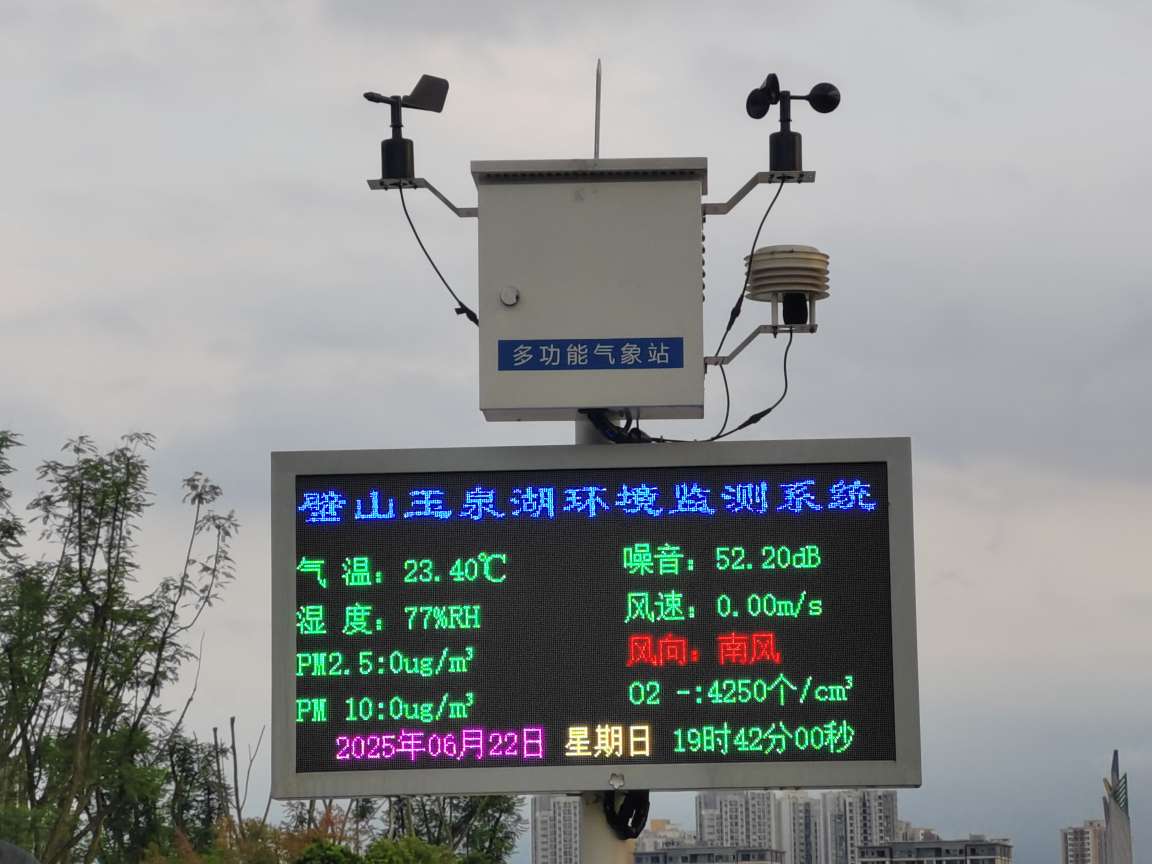 多功能气象站
璧山玉泉湖环境监测系统
气 温：23.40℃ 噪音：52.20dB
湿 度：77%RH 风速：0.00m/s
PM2.5:0ug/m³ 风向：南风
PM 10:0ug/m³ O2 -:4250个/cm³
2025年06月22日 星期日 19时42分00秒